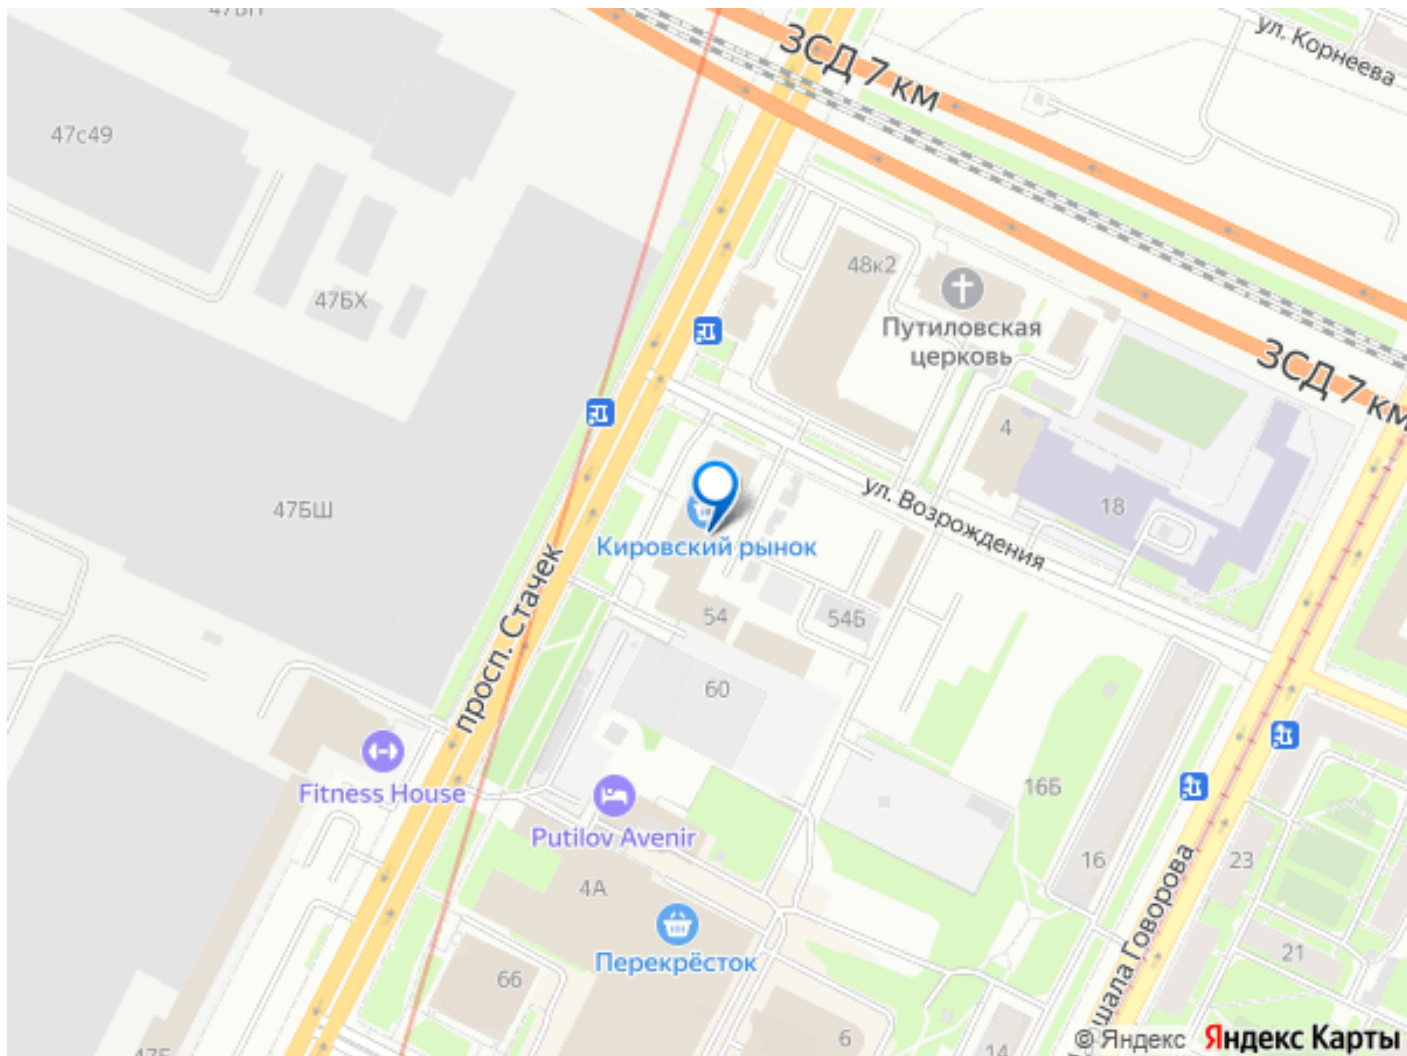 ул. Корнеева
ЗСД 7 км
47с49
48к2
47БХ
Путиловская
церковь
ЗСД 7 км
4
ул. Возрождения
18
47БШ
Кировский рынок
просп. Стачек
54
54Б
60
Fitness House
16Б
Putilov Avenir
16
23
4А
Перекрёсток
21
66
6
шала Говорова
14
© Яндекс
Яндекс Карты